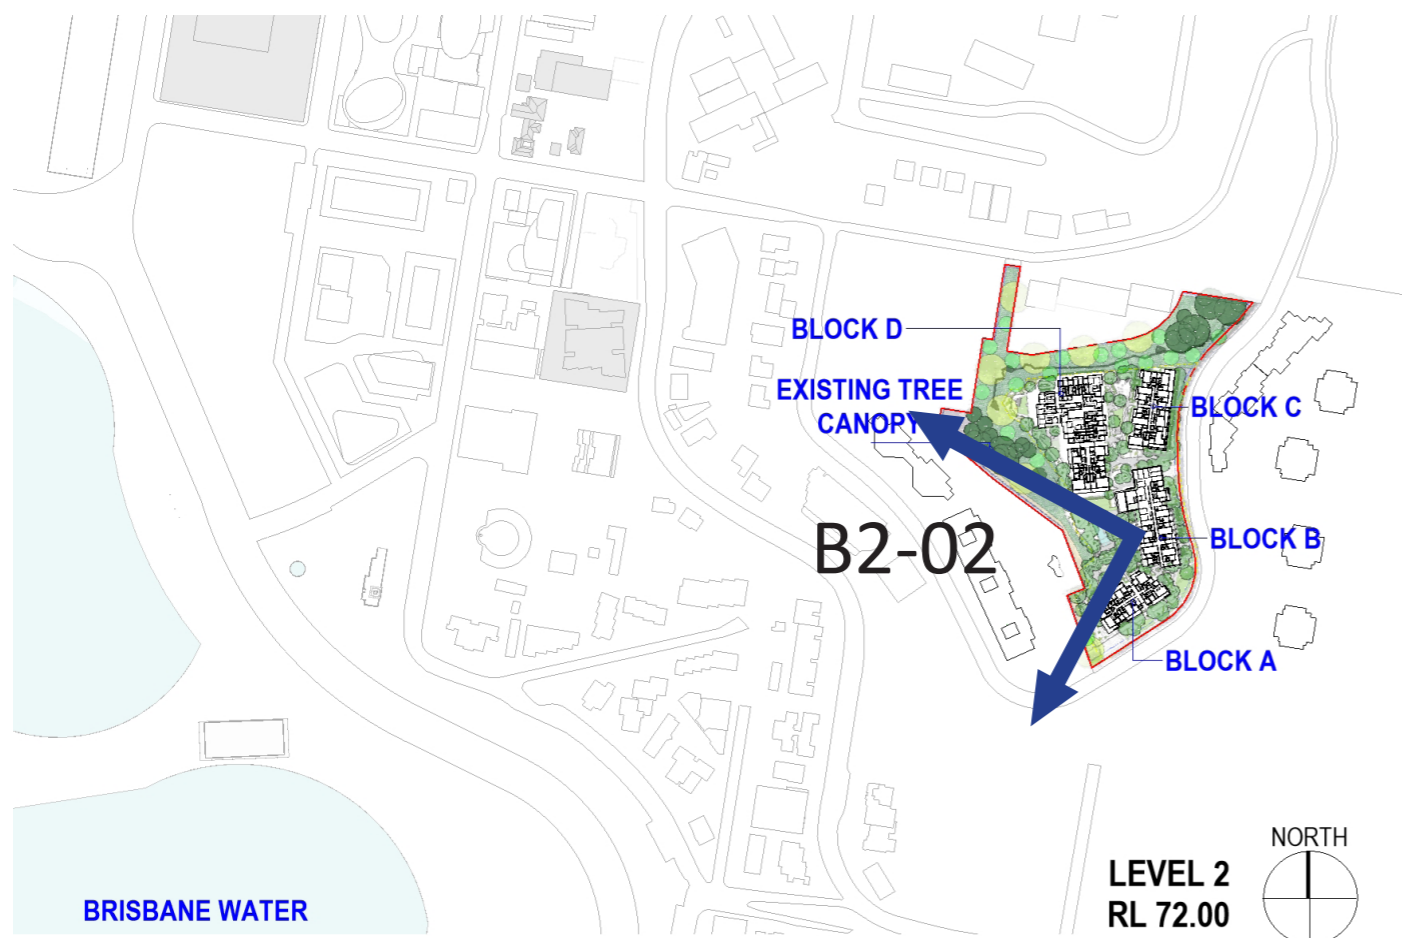 BLOCK D
EXISTING TREE
CANOPY
BLOCK C
B2-02
BLOCK B
BLOCK A
NORTH
LEVEL 2
RL 72.00
BRISBANE WATER